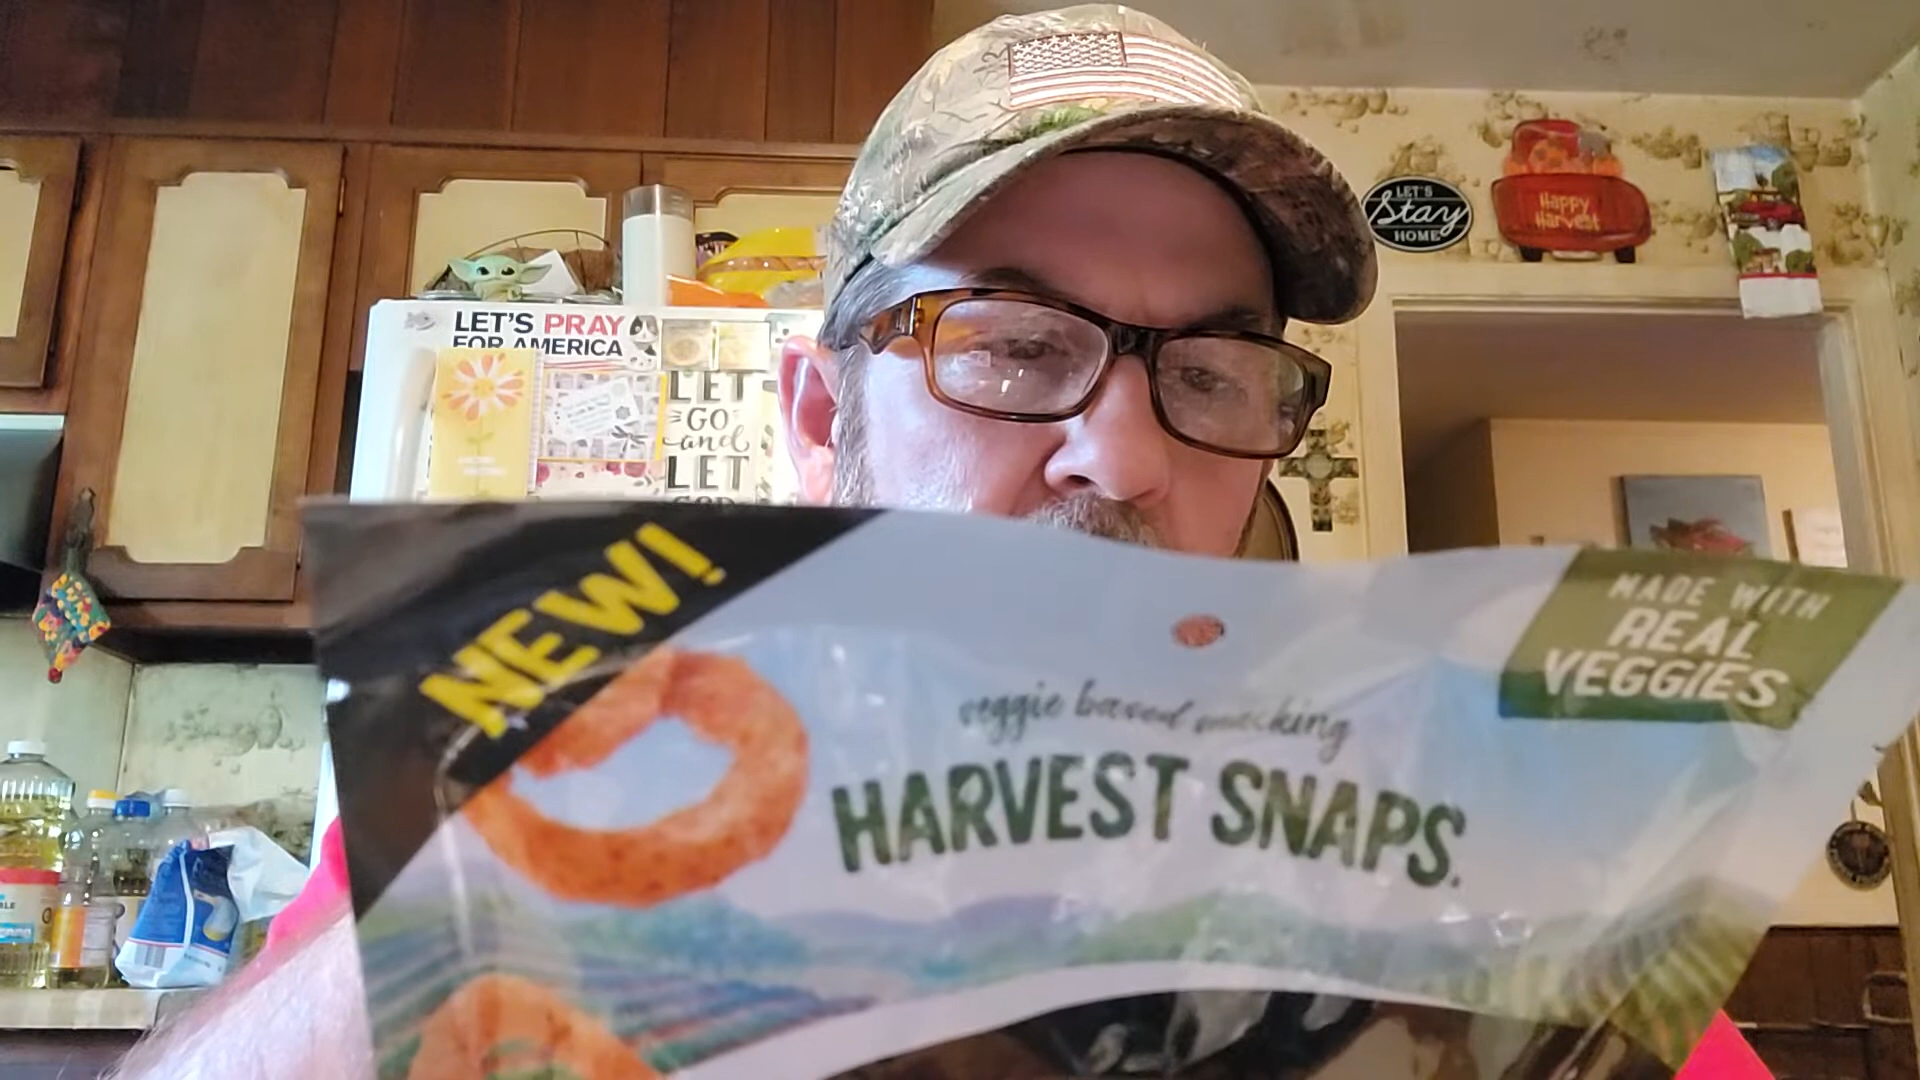 LET'S PRAY
FOR AMERICA
LET
GO
and
LET
GOD
LET'S
Stay
HOME
Happy
Harvest
NEW!
MADE WITH
REAL
VEGGIES
veggie based snacking
HARVEST SNAPS.